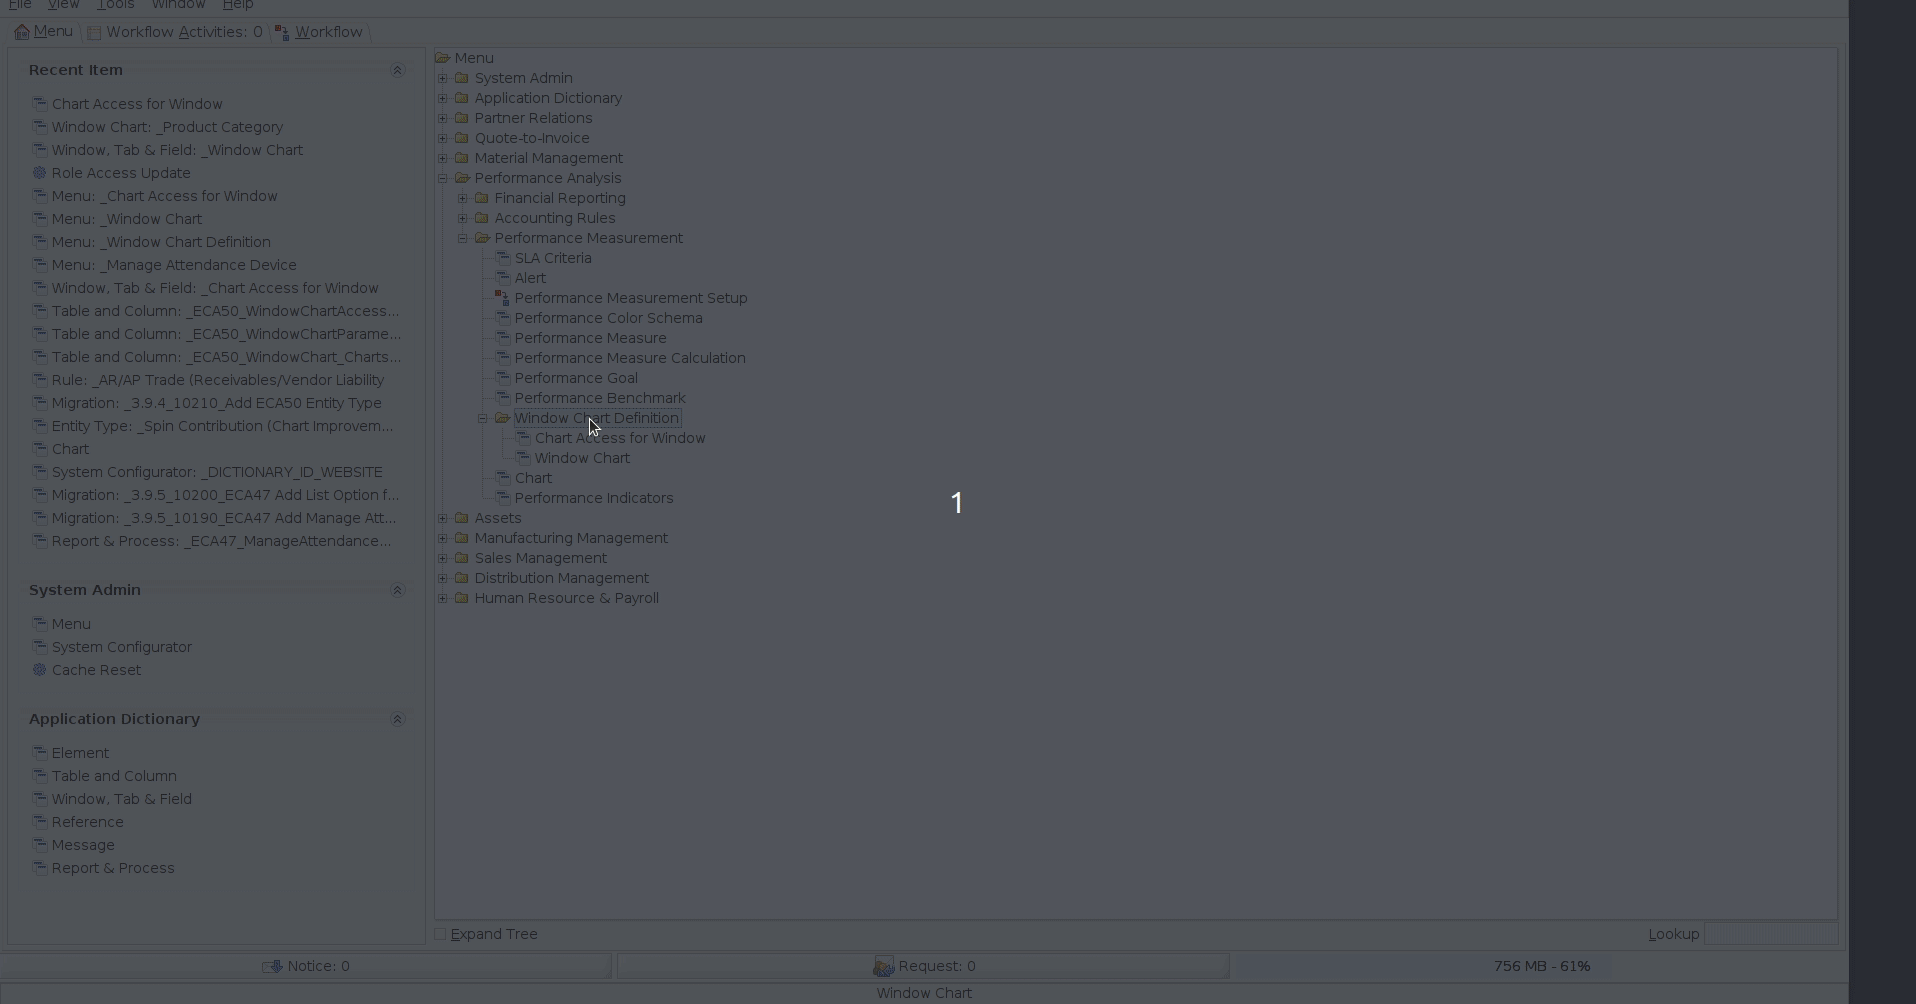 File View Tools Window Help
Menu Workflow Activities: 0 Workflow
Recent Item
Chart Access for Window
Window Chart: _Product Category
Window, Tab & Field: _Window Chart
Role Access Update
Menu: _Chart Access for Window
Menu: _Window Chart
Menu: _Window Chart Definition
Menu: _Manage Attendance Device
Window, Tab & Field: _Chart Access for Window
Table and Column: _ECA50_WindowChartAccess...
Table and Column: _ECA50_WindowChartParame...
Table and Column: _ECA50_WindowChart_Charts...
Rule: _AR/AP Trade (Receivables/Vendor Liability
Migration: _3.9.4_10210_Add ECA50 Entity Type
Entity Type: _Spin Contribution (Chart Improvem...
Chart
System Configurator: _DICTIONARY_ID_WEBSITE
Migration: _3.9.5_10200_ECA47 Add List Option f...
Migration: _3.9.5_10190_ECA47 Add Manage Att...
Report & Process: _ECA47_ManageAttendance...
System Admin
Menu
System Configurator
Cache Reset
Application Dictionary
Element
Table and Column
Window, Tab & Field
Reference
Message
Report & Process
Menu
System Admin
Application Dictionary
Partner Relations
Quote-to-Invoice
Material Management
Performance Analysis
Financial Reporting
Accounting Rules
Performance Measurement
SLA Criteria
Alert
Performance Measurement Setup
Performance Color Schema
Performance Measure
Performance Measure Calculation
Performance Goal
Performance Benchmark
Window Chart Definition
Chart Access for Window
Window Chart
Chart
Performance Indicators
Assets
Manufacturing Management
Sales Management
Distribution Management
Human Resource & Payroll
1
Expand Tree
Lookup
Notice: 0
Request: 0
756 MB - 61%
Window Chart